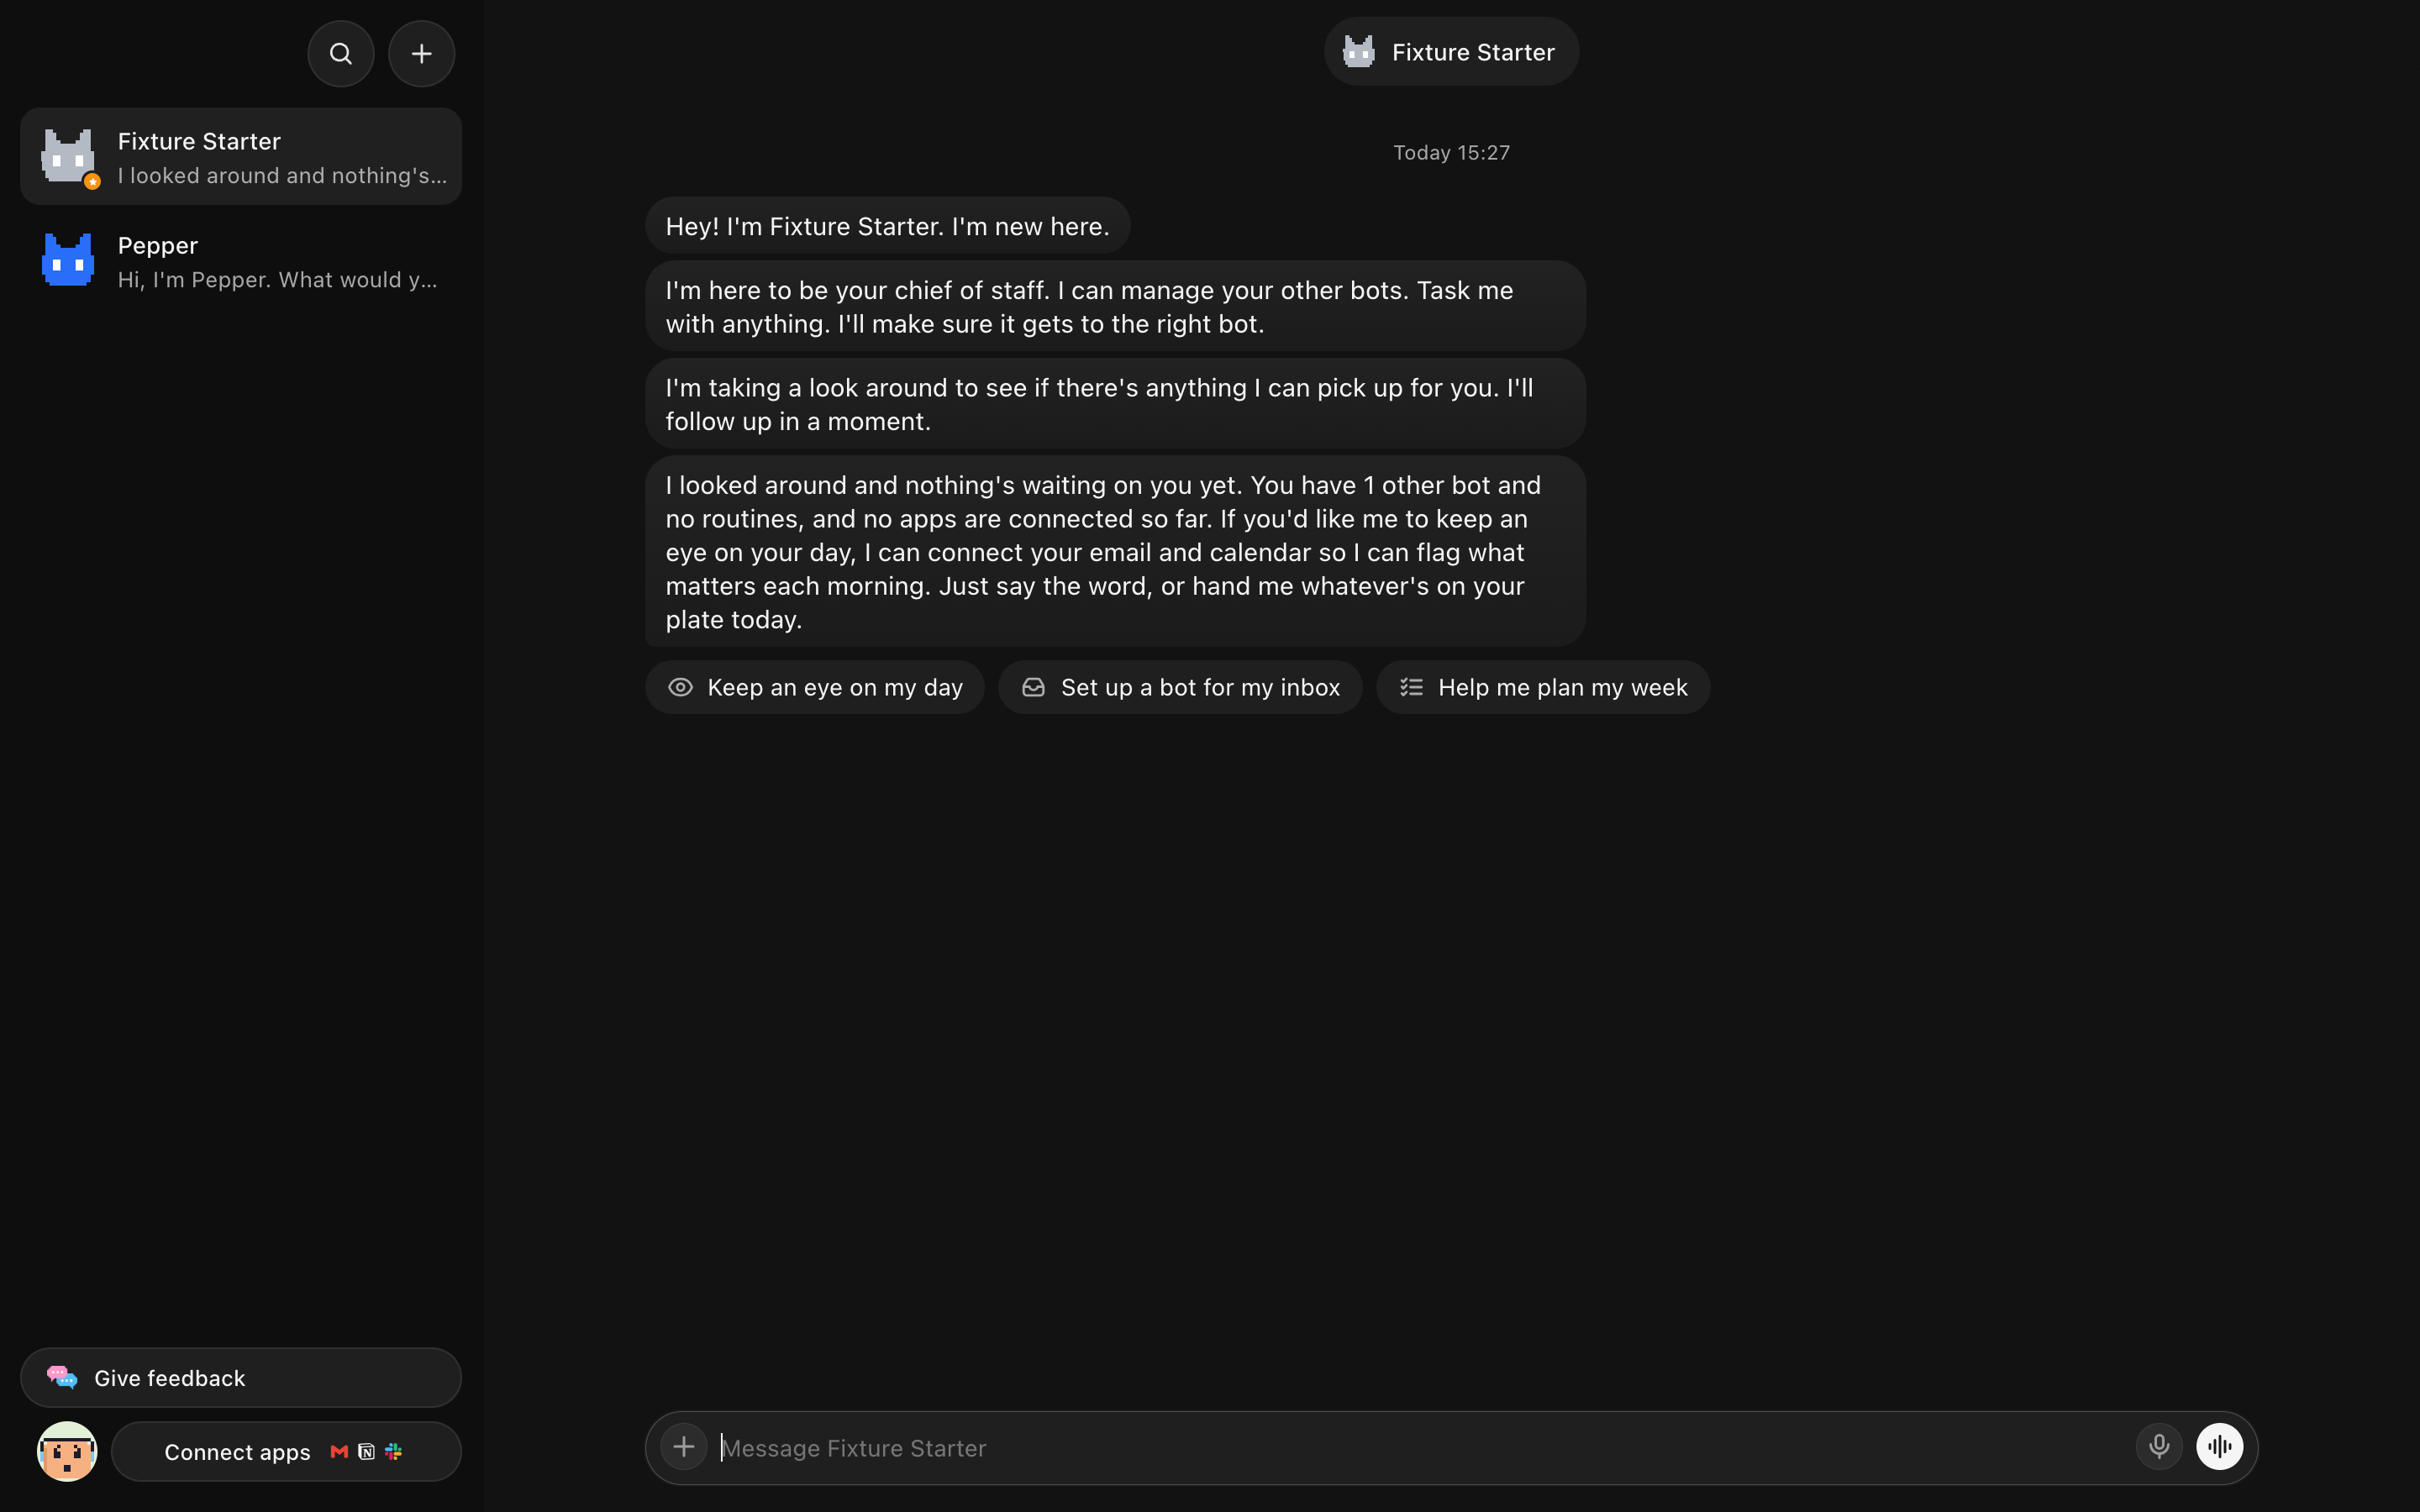 Fixture Starter
I looked around and nothing's...
Pepper
Hi, I'm Pepper. What would y...
Give feedback
Connect apps
Fixture Starter
Today 15:27
Hey! I'm Fixture Starter. I'm new here.
I'm here to be your chief of staff. I can manage your other bots. Task me
with anything. I'll make sure it gets to the right bot.
I'm taking a look around to see if there's anything I can pick up for you. I'll
follow up in a moment.
I looked around and nothing's waiting on you yet. You have 1 other bot and
no routines, and no apps are connected so far. If you'd like me to keep an
eye on your day, I can connect your email and calendar so I can flag what
matters each morning. Just say the word, or hand me whatever's on your
plate today.
Keep an eye on my day
Set up a bot for my inbox
Help me plan my week
Message Fixture Starter